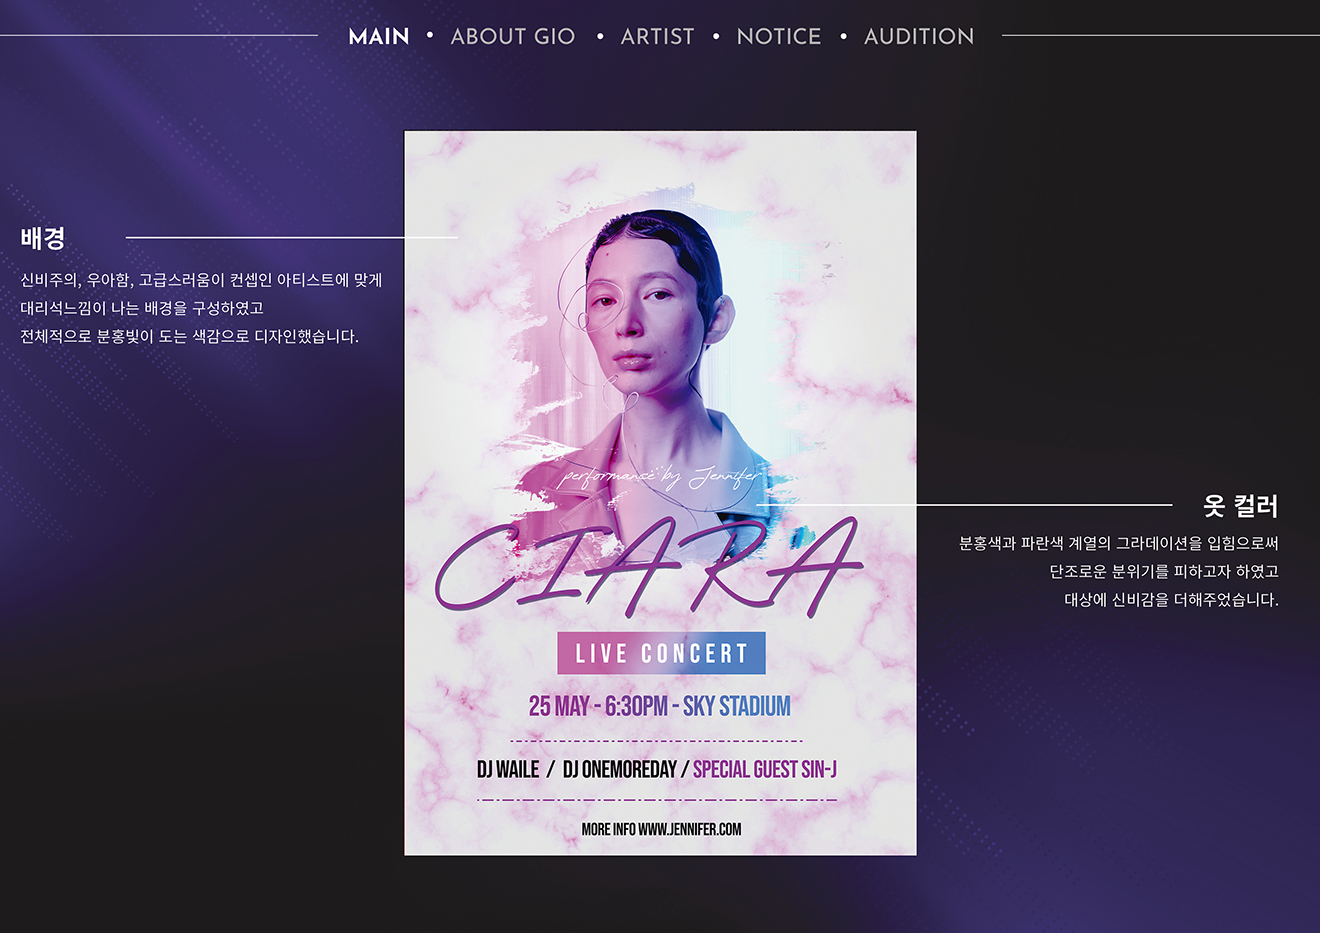 MAIN • ABOUT GIO • ARTIST • NOTICE • AUDITION
배경
신비주의, 우아함, 고급스러움이 컨셉인 아티스트에 맞게
대리석느낌이 나는 배경을 구성하였고
전체적으로 분홍빛이 도는 색감으로 디자인했습니다.
performance by Jennifer
CIARA
LIVE CONCERT
25 MAY - 6:30PM - SKY STADIUM
DJ WAILE / DJ ONEMOREDAY / SPECIAL GUEST SIN-J
MORE INFO WWW.JENNIFER.COM
옷 컬러
분홍색과 파란색 계열의 그라데이션을 입힘으로써
단조로운 분위기를 피하고자 하였고
대상에 신비감을 더해주었습니다.